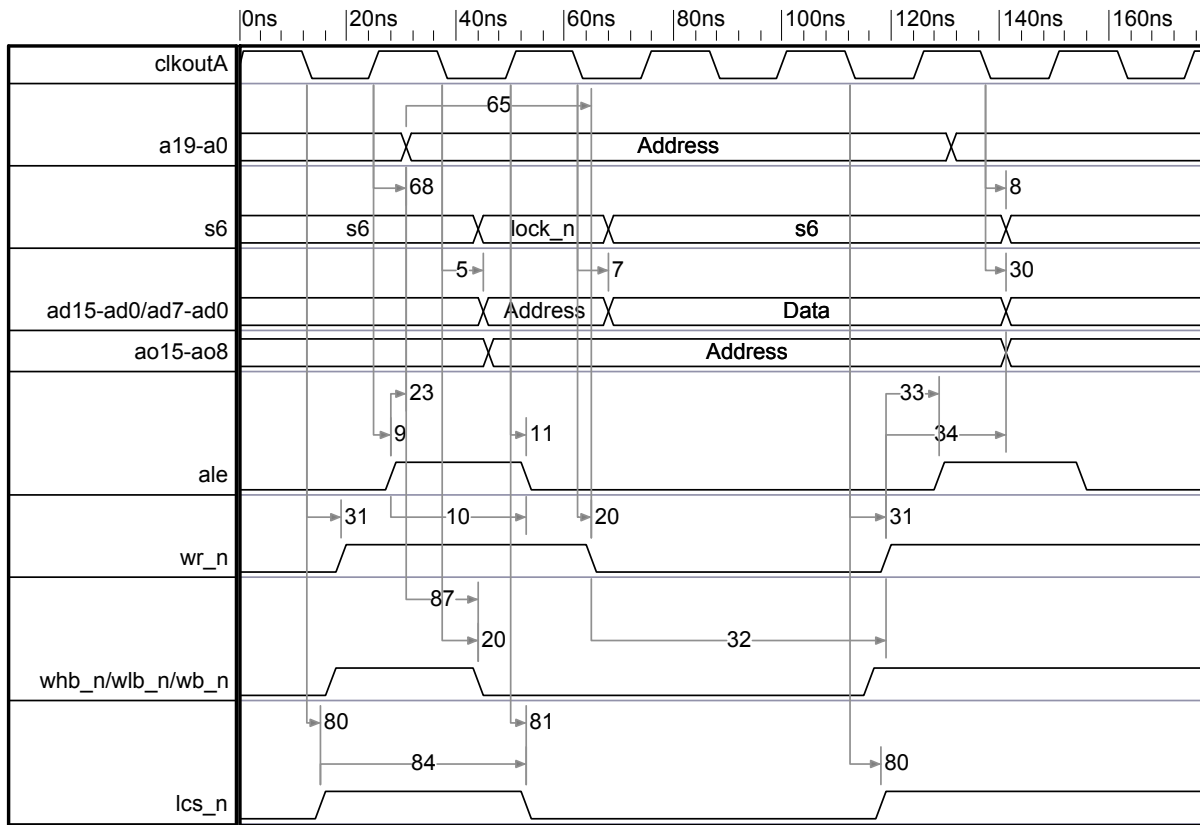 0ns 20ns 40ns 60ns 80ns 100ns 120ns 140ns 160ns
clkoutA
65
a19-a0 Address
68 8
s6 s6 lock_n s6
5 7 30
ad15-ad0/ad7-ad0 Address Data
ao15-ao8 Address
23 33
9 11 34
ale
31 10 20 31
wr_n
87
20 32
whb_n/wlb_n/wb_n
80 81
84 80
lcs_n